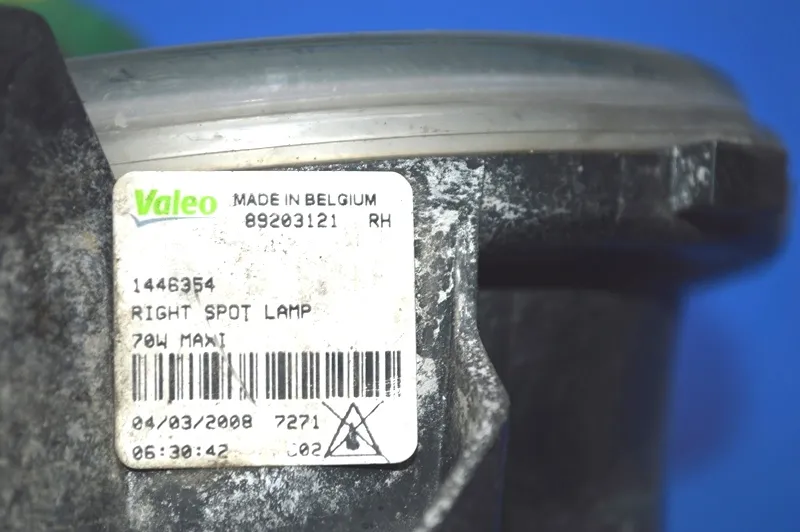 Valeo MADE IN BELGIUM
89203121 RH
1446354
RIGHT SPOT LAMP
70W MAXI
04/03/2008 7271
06:30:42 C02